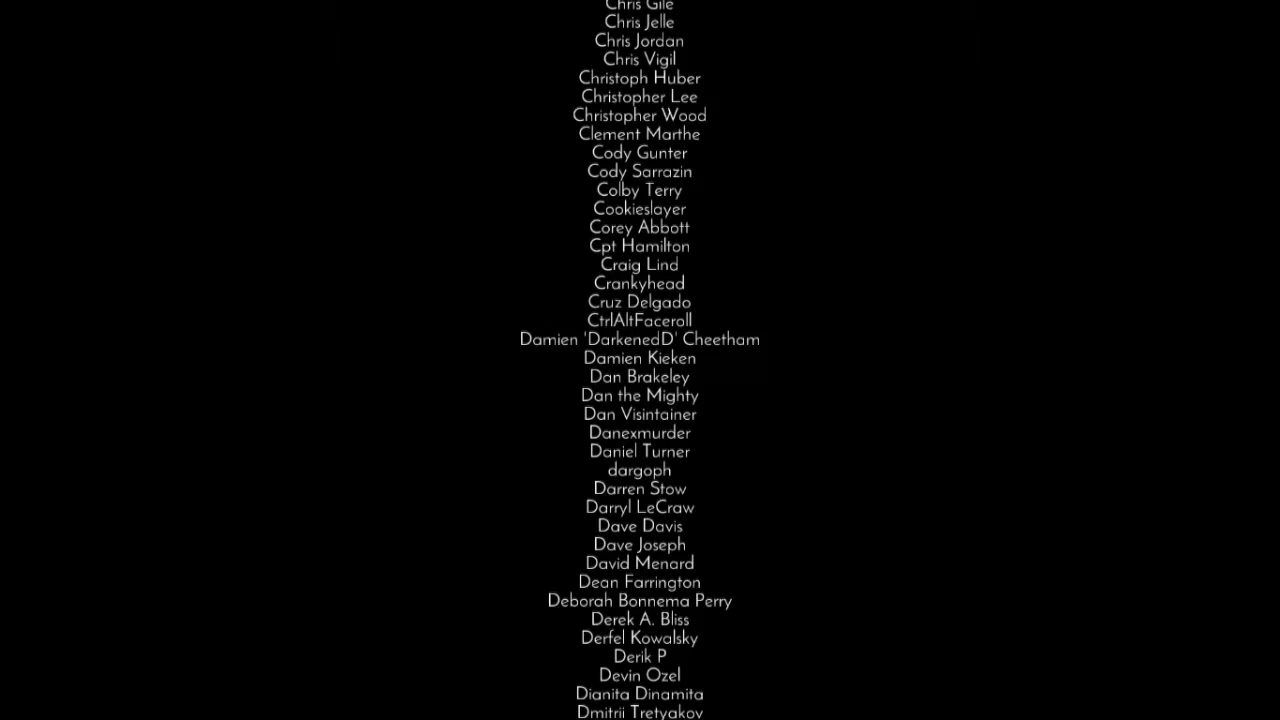 Chris Gile
Chris Jelle
Chris Jordan
Chris Vigil
Christoph Huber
Christopher Lee
Christopher Wood
Clement Marthe
Cody Gunter
Cody Sarrazin
Colby Terry
Cookieslayer
Corey Abbott
Cpt Hamilton
Craig Lind
Crankyhead
Cruz Delgado
CtrlAltFaceroll
Damien 'DarkenedD' Cheetham
Damien Kieken
Dan Brakeley
Dan the Mighty
Dan Visintainer
Danexmurder
Daniel Turner
dargoph
Darren Stow
Darryl LeCraw
Dave Davis
Dave Joseph
David Menard
Dean Farrington
Deborah Bonnema Perry
Derek A. Bliss
Derfel Kowalsky
Derik P
Devin Ozel
Dianita Dinamita
Dmitrii Tretyakov